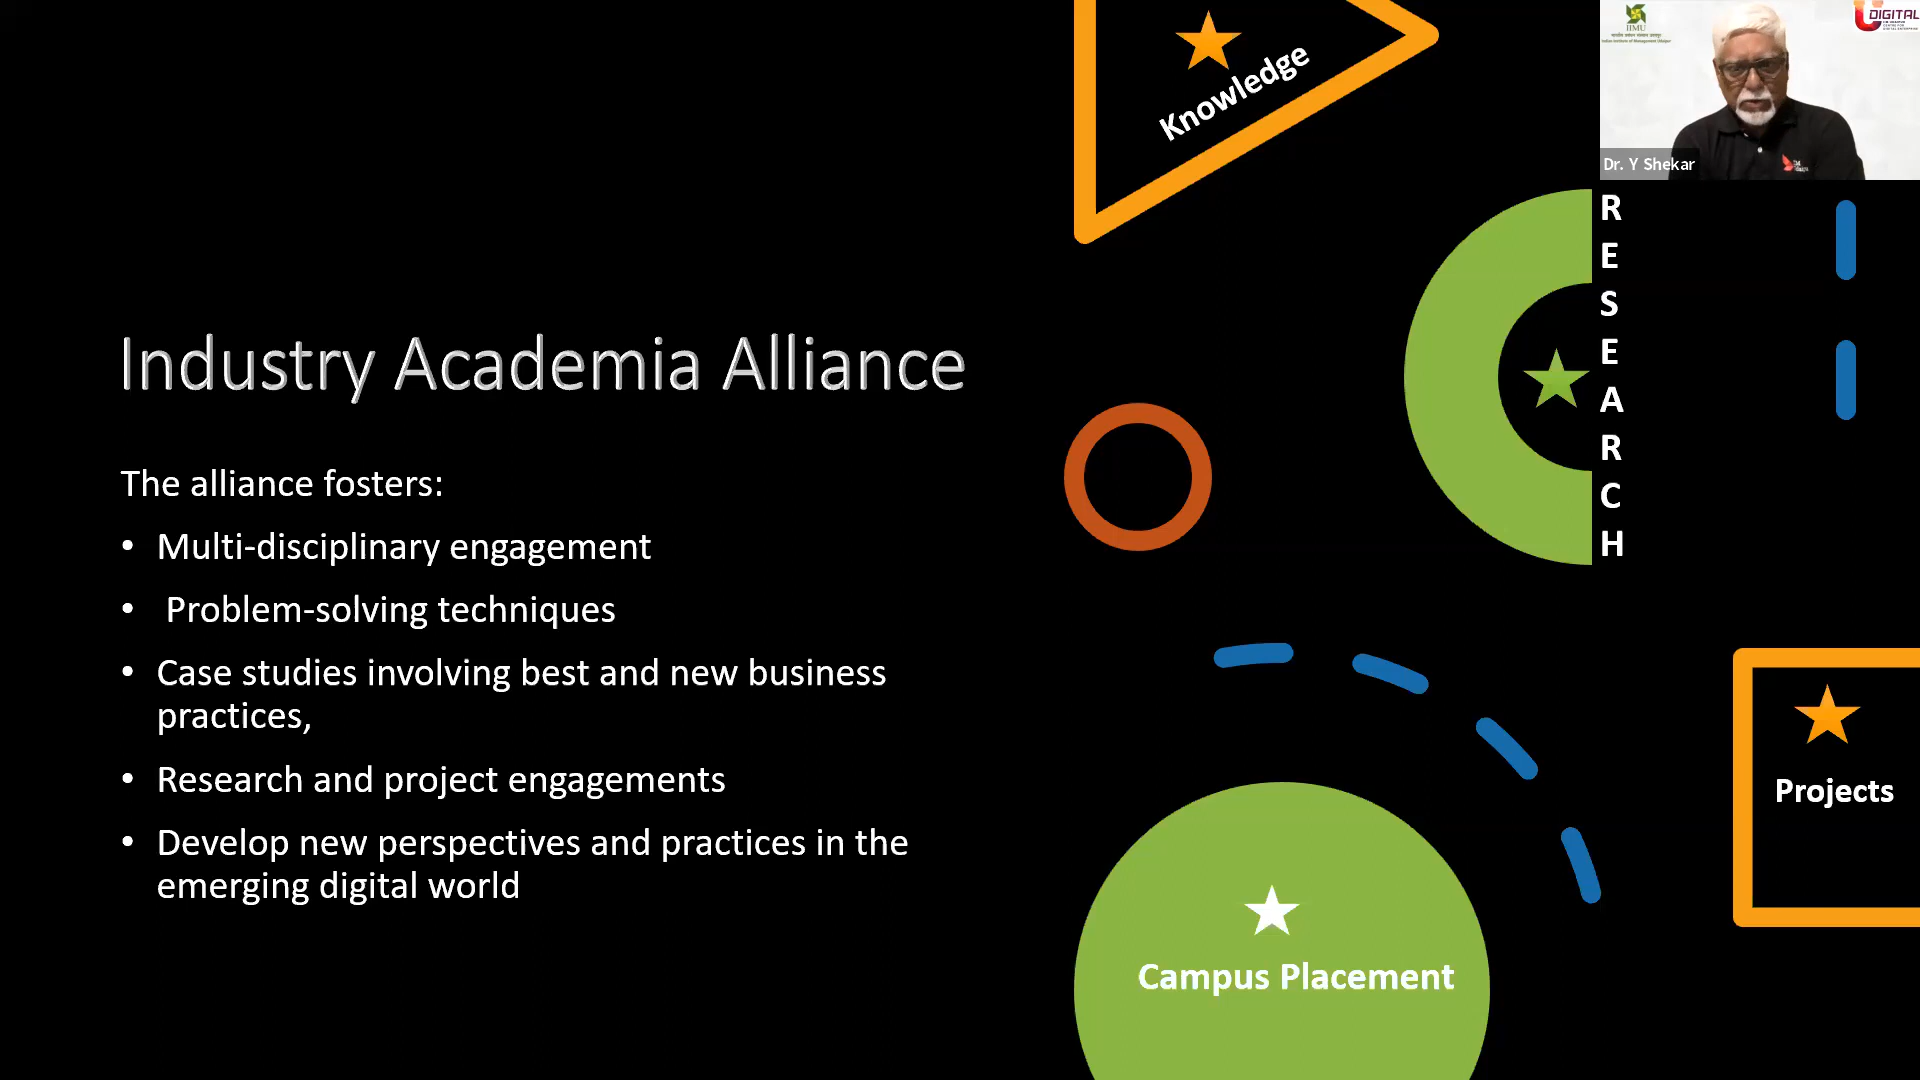 Industry Academia Alliance
The alliance fosters:
• Multi-disciplinary engagement
• Problem-solving techniques
• Case studies involving best and new business
practices,
• Research and project engagements
• Develop new perspectives and practices in the
emerging digital world
Knowledge
RESEARCH
Projects
Campus Placement
IIMU
DIGITAL
Dr. Y Shekar